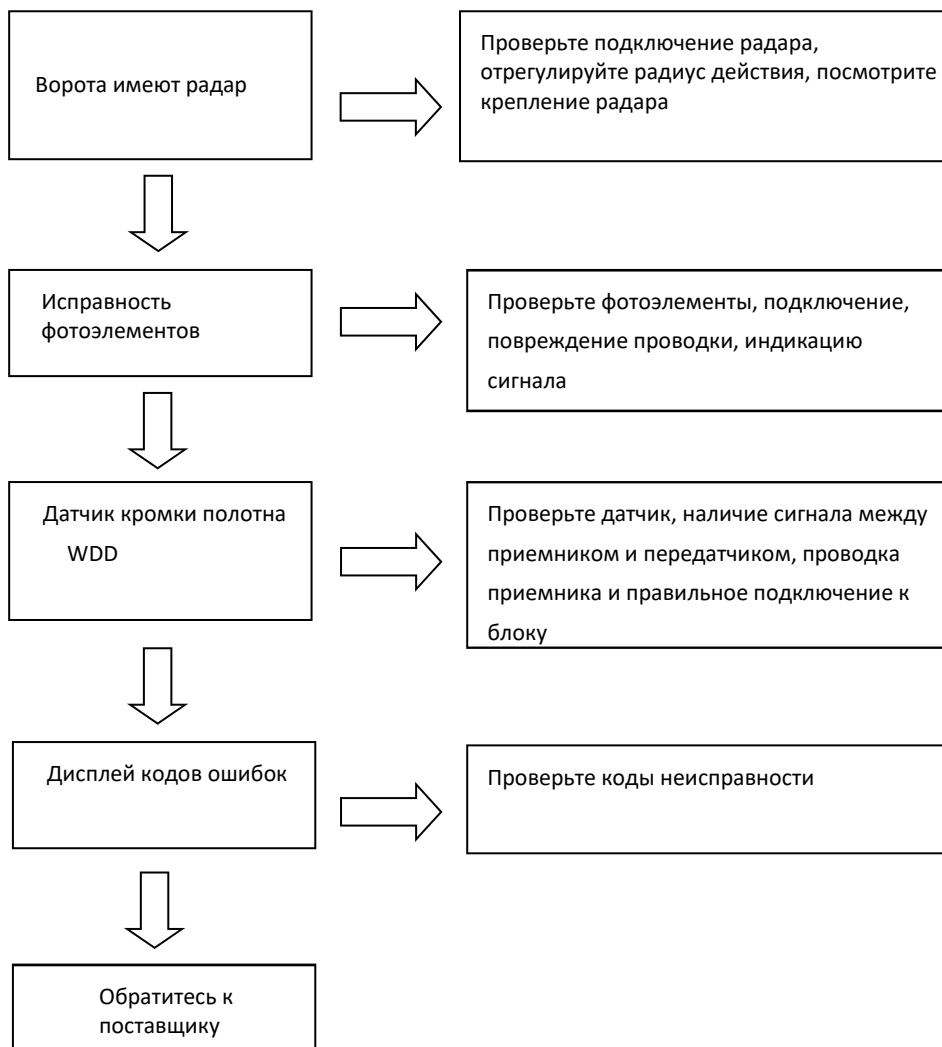 Ворота имеют радар
Проверьте подключение радара,
отрегулируйте радиус действия, посмотрите
крепление радара
Исправность
фотоэлементов
Проверьте фотоэлементы, подключение,
повреждение проводки, индикацию
сигнала
Датчик кромки полотна
WDD
Проверьте датчик, наличие сигнала между
приемником и передатчиком, проводка
приемника и правильное подключение к
блоку
Дисплей кодов ошибок
Проверьте коды неисправности
Обратитесь к
поставщику